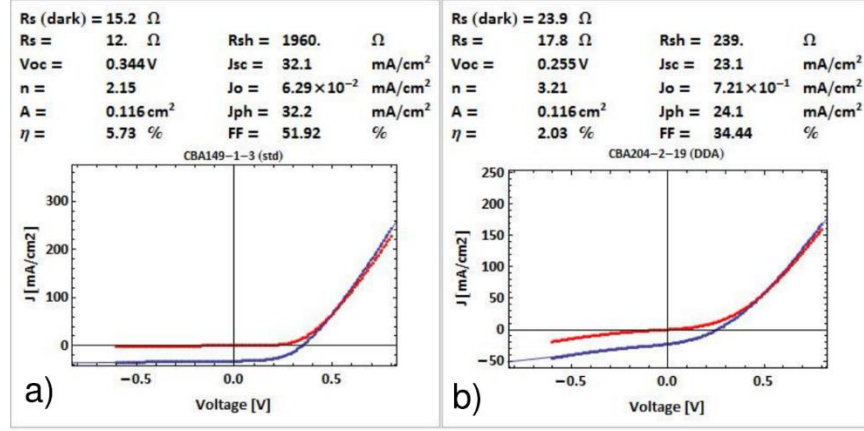 Rs (dark) = 15.2 Ω
Rs = 12. Ω Rsh = 1960. Ω
Voc = 0.344 V Jsc = 32.1 mA/cm²
n = 2.15 Jo = 6.29×10⁻² mA/cm²
A = 0.116 cm² Jph = 32.2 mA/cm²
η = 5.73 % FF = 51.92 %
CBA149−1−3 (std)
300
200
100
0
J [mA/cm2]
−0.5 0.0 0.5
Voltage [V]
a)
Rs (dark) = 23.9 Ω
Rs = 17.8 Ω Rsh = 239. Ω
Voc = 0.255 V Jsc = 23.1 mA/cm²
n = 3.21 Jo = 7.21×10⁻¹ mA/cm²
A = 0.116 cm² Jph = 24.1 mA/cm²
η = 2.03 % FF = 34.44 %
CBA204−2−19 (DDA)
250
200
150
100
50
0
−50
J [mA/cm2]
−0.5 0.0 0.5
Voltage [V]
b)